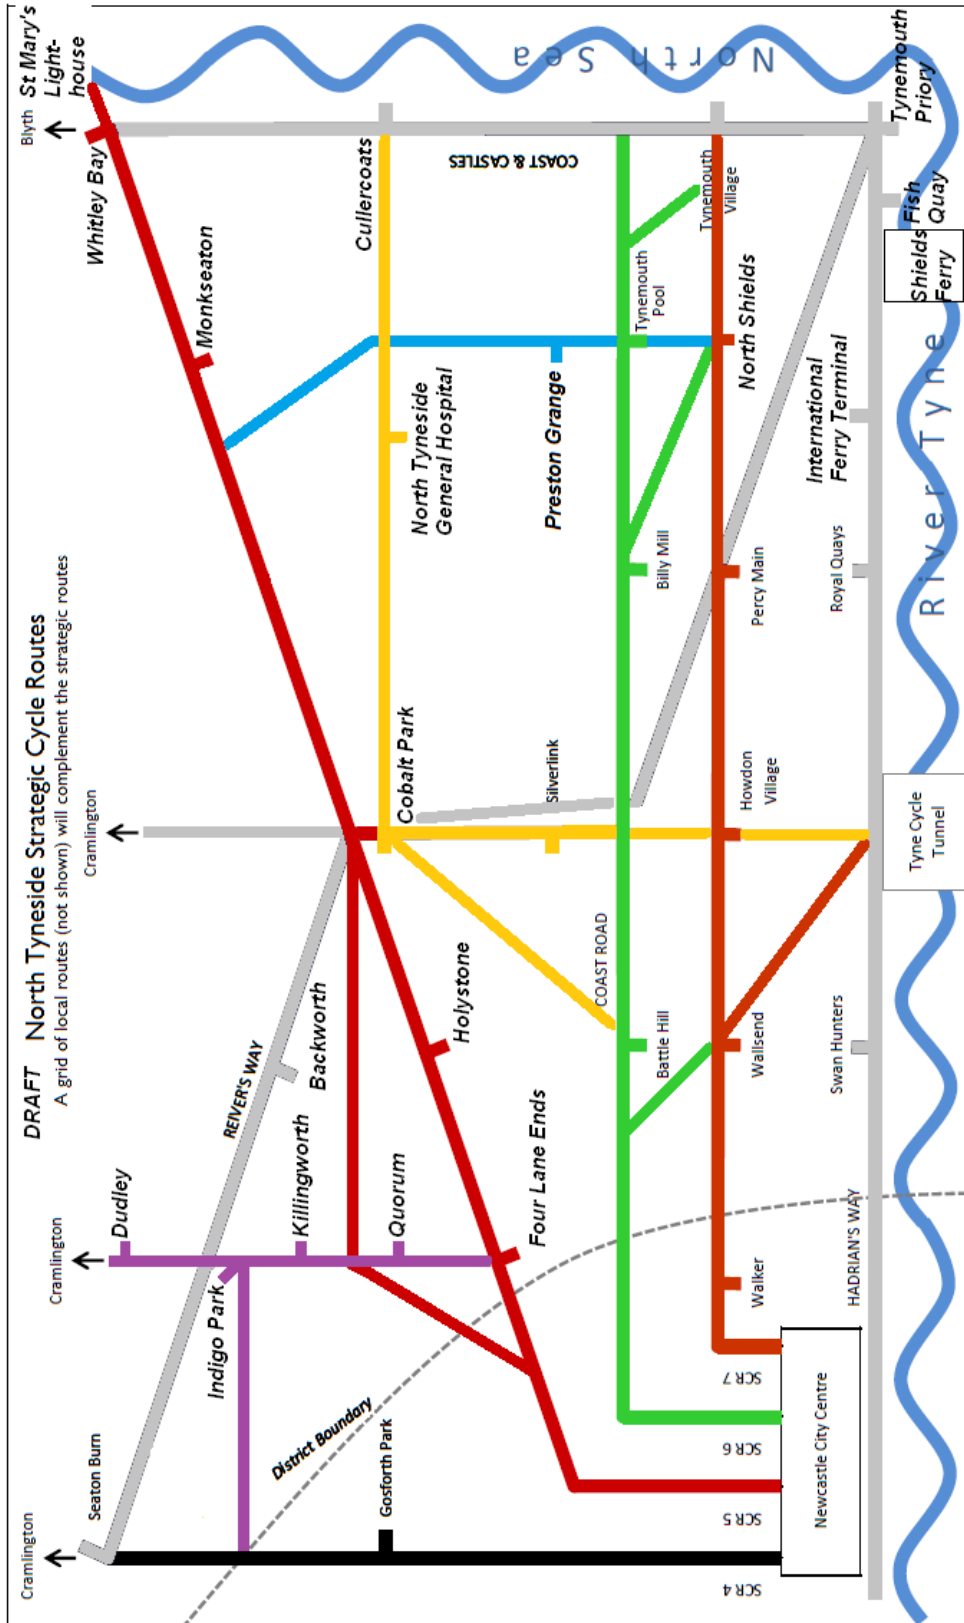 DRAFT North Tyneside Strategic Cycle Routes
A grid of local routes (not shown) will complement the strategic routes
Cramlington
Cramlington
Cramlington
Blyth
St Mary's
Light-
house
Seaton Burn
Dudley
REIVER'S WAY
Backworth
Monkseaton
Whitley Bay
Indigo Park
Killingworth
Quorum
Holystone
Cobalt Park
North Tyneside
General Hospital
Cullercoats
District Boundary
Gosforth Park
Four Lane Ends
COAST ROAD
Silverlink
Preston Grange
COAST & CASTLES
North Sea
Battle Hill
Billy Mill
Tynemouth
Pool
Tynemouth
Village
SCR 4
SCR 5
SCR 6
SCR 7
Walker
Wallsend
Howdon
Village
Percy Main
North Shields
Newcastle City Centre
HADRIAN'S WAY
Swan Hunters
Royal Quays
International
Ferry Terminal
Tyne Cycle
Tunnel
Shields
Ferry
Fish
Quay
Tynemouth
Priory
River Tyne